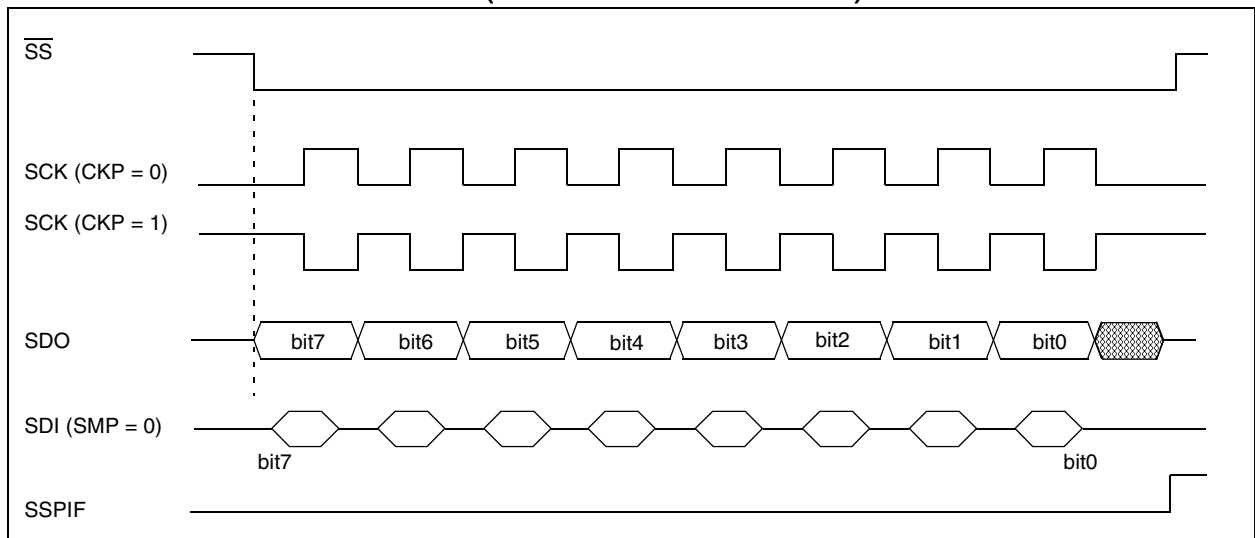 SS
SCK (CKP = 0)
SCK (CKP = 1)
SDO
bit7 bit6 bit5 bit4 bit3 bit2 bit1 bit0
SDI (SMP = 0)
bit7 bit0
SSPIF